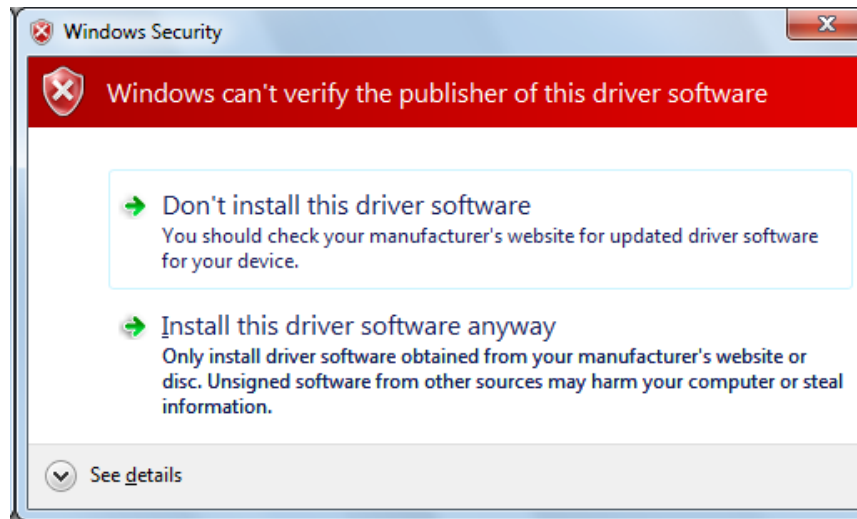 Windows Security
Windows can't verify the publisher of this driver software
Don't install this driver software
You should check your manufacturer's website for updated driver software
for your device.
Install this driver software anyway
Only install driver software obtained from your manufacturer's website or
disc. Unsigned software from other sources may harm your computer or steal
information.
See details